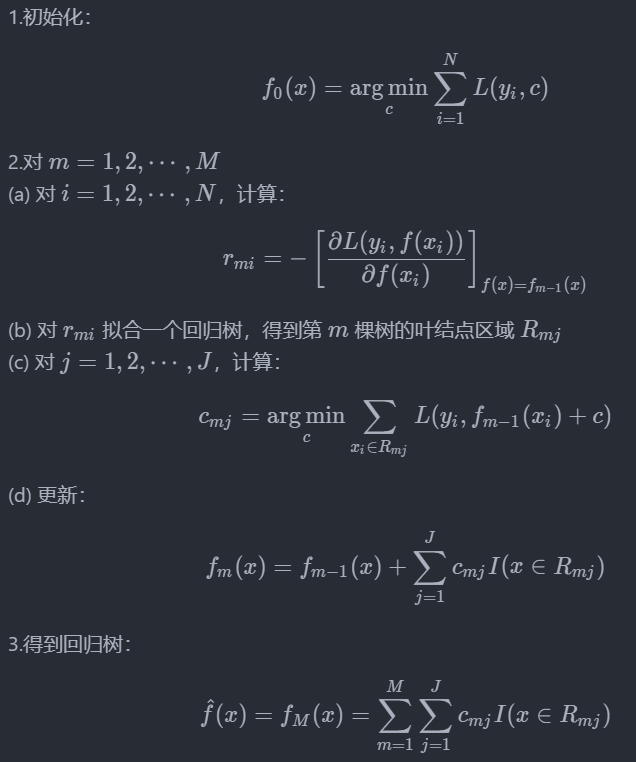 1.初始化：
$$f_0(x) = \underset{c}{\arg\min} \sum_{i=1}^{N} L(y_i, c)$$
2.对 $m = 1, 2, \cdots, M$
(a) 对 $i = 1, 2, \cdots, N$，计算：
$$r_{mi} = -\left[\frac{\partial L(y_i, f(x_i))}{\partial f(x_i)}\right]_{f(x)=f_{m-1}(x)}$$
(b) 对 $r_{mi}$ 拟合一个回归树，得到第 $m$ 棵树的叶结点区域 $R_{mj}$
(c) 对 $j = 1, 2, \cdots, J$，计算：
$$c_{mj} = \underset{c}{\arg\min} \sum_{x_i \in R_{mj}} L(y_i, f_{m-1}(x_i) + c)$$
(d) 更新：
$$f_m(x) = f_{m-1}(x) + \sum_{j=1}^{J} c_{mj} I(x \in R_{mj})$$
3.得到回归树：
$$\hat{f}(x) = f_M(x) = \sum_{m=1}^{M} \sum_{j=1}^{J} c_{mj} I(x \in R_{mj})$$